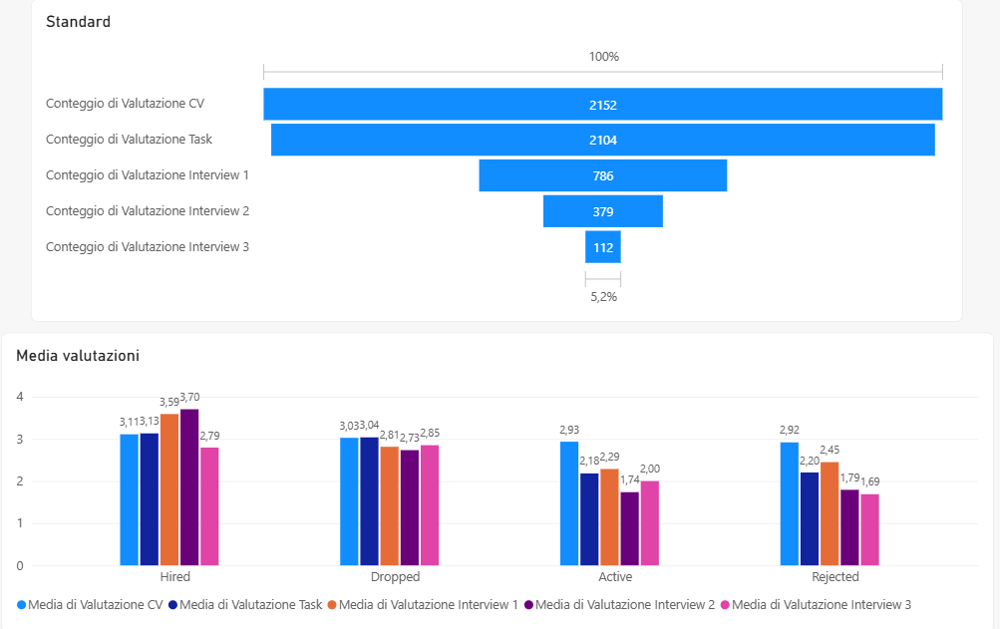 Standard
100%
Conteggio di Valutazione CV 2152
Conteggio di Valutazione Task 2104
Conteggio di Valutazione Interview 1 786
Conteggio di Valutazione Interview 2 379
Conteggio di Valutazione Interview 3 112
5,2%
Media valutazioni
4
3
2
1
0
3,11 3,13 3,59 3,70 2,79
3,03 3,04 2,81 2,73 2,85
2,93 2,18 2,29 1,74 2,00
2,92 2,20 2,45 1,79 1,69
Hired Dropped Active Rejected
Media di Valutazione CV Media di Valutazione Task Media di Valutazione Interview 1 Media di Valutazione Interview 2 Media di Valutazione Interview 3